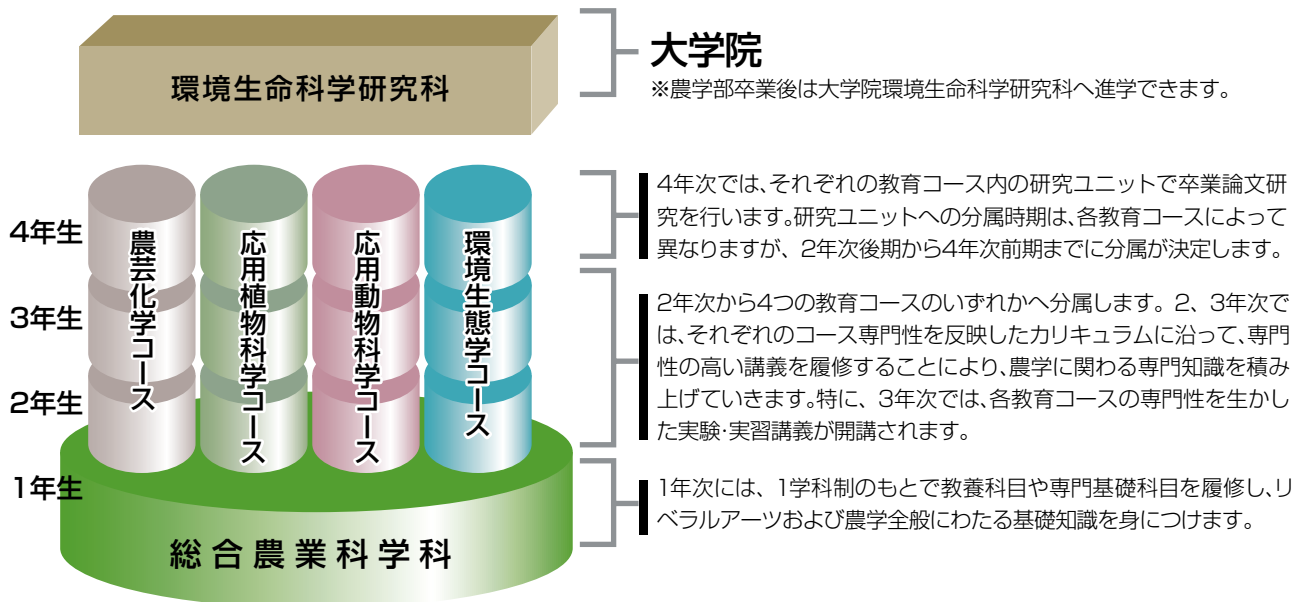 環境生命科学研究科
大学院
※農学部卒業後は大学院環境生命科学研究科へ進学できます。
4年生
3年生
2年生
1年生
農芸化学コース
応用植物科学コース
応用動物科学コース
環境生態学コース
総合農業科学科
4年次では、それぞれの教育コース内の研究ユニットで卒業論文研
究を行います。研究ユニットへの分属時期は、各教育コースによって
異なりますが、2年次後期から4年次前期までに分属が決定します。
2年次から4つの教育コースのいずれかへ分属します。2、3年次で
は、それぞれのコース専門性を反映したカリキュラムに沿って、専門
性の高い講義を履修することにより、農学に関わる専門知識を積み
上げていきます。特に、3年次では、各教育コースの専門性を生かし
た実験・実習講義が開講されます。
1年次には、1学科制のもとで教養科目や専門基礎科目を履修し、リ
ベラルアーツおよび農学全般にわたる基礎知識を身につけます。